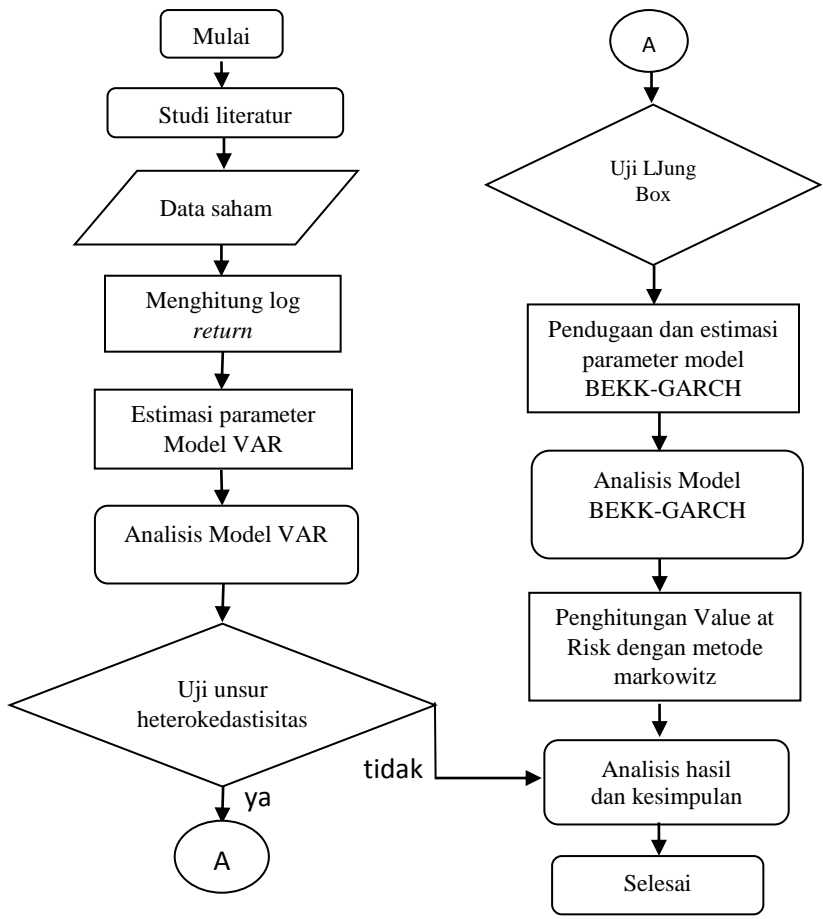 Mulai
Studi literatur
Data saham
Menghitung log
return
Estimasi parameter
Model VAR
Analisis Model VAR
Uji unsur
heterokedastisitas
tidak
ya
A
A
Uji LJung
Box
Pendugaan dan estimasi
parameter model
BEKK-GARCH
Analisis Model
BEKK-GARCH
Penghitungan Value at
Risk dengan metode
markowitz
Analisis hasil
dan kesimpulan
Selesai